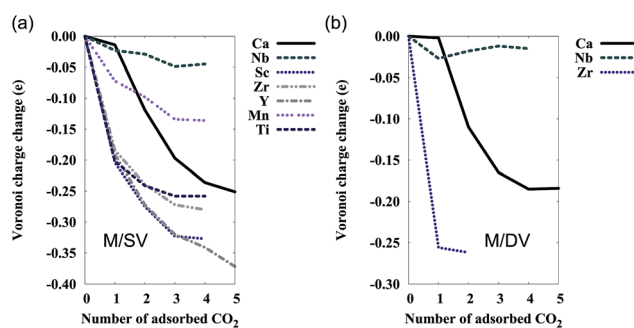 (a)
0.00
-0.05
-0.10
-0.15
-0.20
-0.25
-0.30
-0.35
-0.40
Voronoi charge change (e)
0 1 2 3 4 5
Number of adsorbed CO2
M/SV
Ca
Nb
Sc
Zr
Y
Mn
Ti
(b)
0.00
-0.05
-0.10
-0.15
-0.20
-0.25
-0.30
Voronoi charge change (e)
0 1 2 3 4 5
Number of adsorbed CO2
M/DV
Ca
Nb
Zr